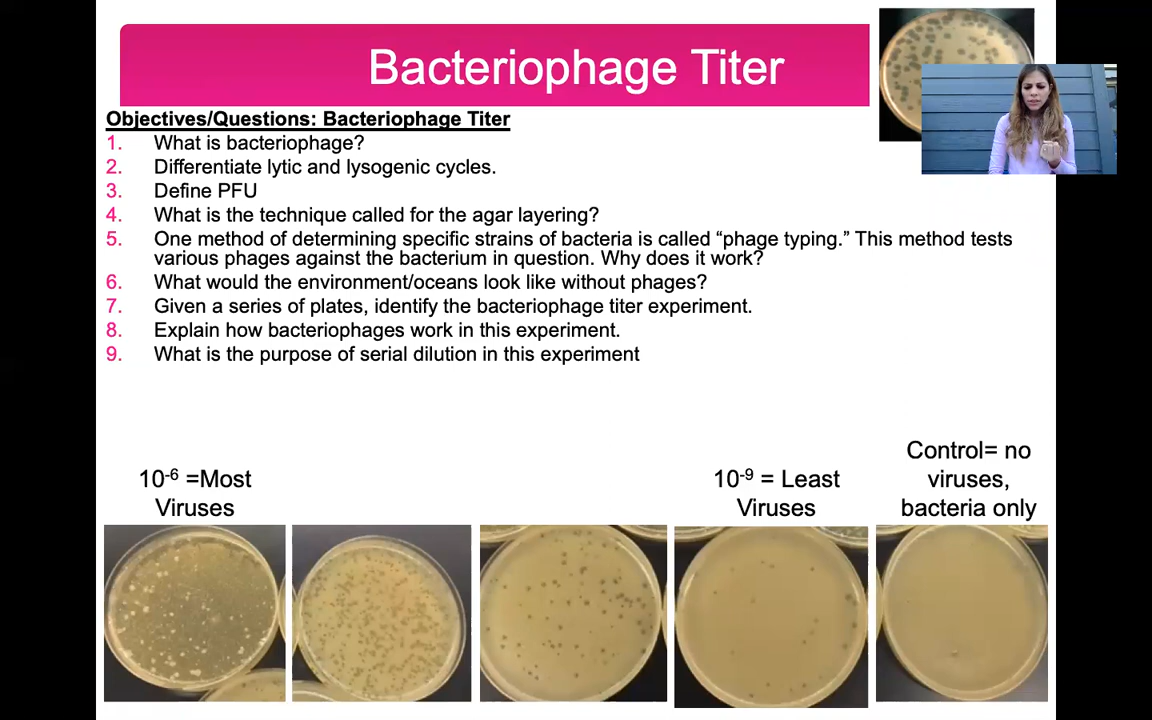 Bacteriophage Titer
Objectives/Questions: Bacteriophage Titer
1. What is bacteriophage?
2. Differentiate lytic and lysogenic cycles.
3. Define PFU
4. What is the technique called for the agar layering?
5. One method of determining specific strains of bacteria is called “phage typing.” This method tests
various phages against the bacterium in question. Why does it work?
6. What would the environment/oceans look like without phages?
7. Given a series of plates, identify the bacteriophage titer experiment.
8. Explain how bacteriophages work in this experiment.
9. What is the purpose of serial dilution in this experiment
10⁻⁶ =Most
Viruses
10⁻⁹ = Least
Viruses
Control= no
viruses,
bacteria only